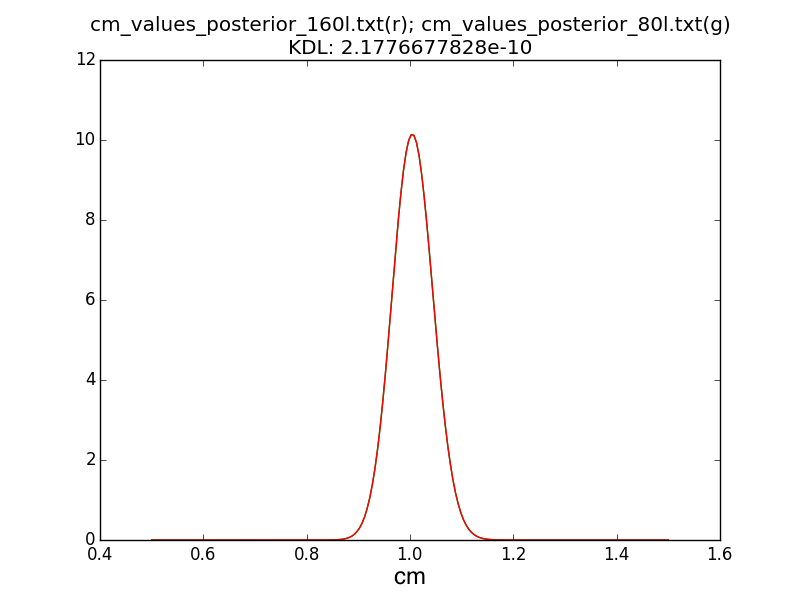 cm_values_posterior_160l.txt(r); cm_values_posterior_80l.txt(g)
KDL: 2.1776677828e-10
12
10
8
6
4
2
0
0.4 0.6 0.8 1.0 1.2 1.4 1.6
cm